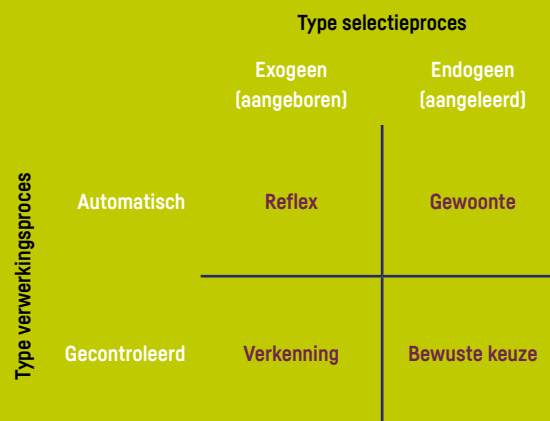 Type selectieproces
Exogeen
(aangeboren)
Endogeen
(aangeleerd)
Type verwerkingsproces
Automatisch
Reflex
Gewoonte
Gecontroleerd
Verkenning
Bewuste keuze